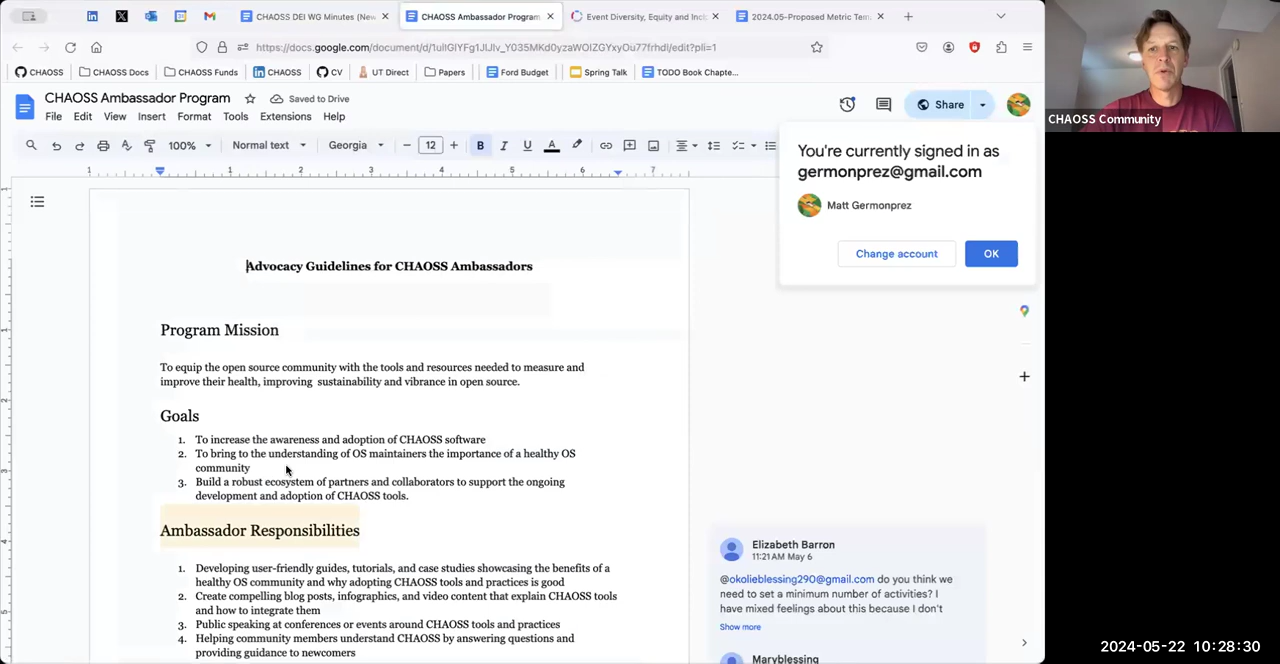 CHAOSS DEI WG Minutes (New
CHAOSS Ambassador Program
Event Diversity, Equity and Incl
2024.05-Proposed Metric Tem
CHAOSS
CHAOSS Docs
CHAOSS Funds
CHAOSS
CV
UT Direct
Papers
Ford Budget
Spring Talk
TODO Book Chapte...
CHAOSS Ambassador Program
Saved to Drive
File Edit View Insert Format Tools Extensions Help
Share
100% Normal text Georgia 12 B I U A
1 1 2 3 4 5 6 7
Advocacy Guidelines for CHAOSS Ambassadors
Program Mission
To equip the open source community with the tools and resources needed to measure and
improve their health, improving sustainability and vibrance in open source.
Goals
1. To increase the awareness and adoption of CHAOSS software
2. To bring to the understanding of OS maintainers the importance of a healthy OS
community
3. Build a robust ecosystem of partners and collaborators to support the ongoing
development and adoption of CHAOSS tools.
Ambassador Responsibilities
1. Developing user-friendly guides, tutorials, and case studies showcasing the benefits of a
healthy OS community and why adopting CHAOSS tools and practices is good
2. Create compelling blog posts, infographics, and video content that explain CHAOSS tools
and how to integrate them
3. Public speaking at conferences or events around CHAOSS tools and practices
4. Helping community members understand CHAOSS by answering questions and
providing guidance to newcomers
You're currently signed in as
germonprez@gmail.com
Matt Germonprez
Change account
OK
Elizabeth Barron
11:21 AM May 6
@okolieblessing290@gmail.com do you think we
need to set a minimum number of activities? I
have mixed feelings about this because I don't
Show more
Maryblessing
CHAOSS Community
2024-05-22 10:28:30